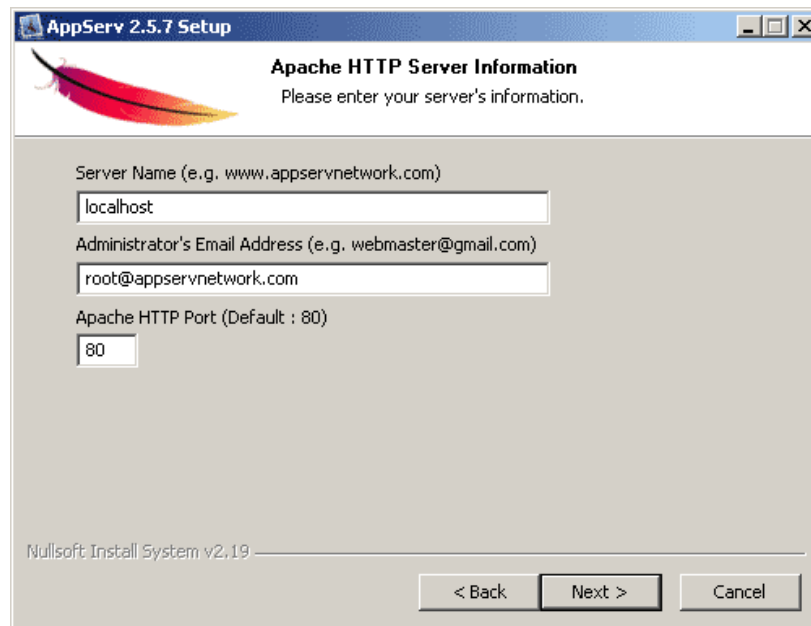 AppServ 2.5.7 Setup
Apache HTTP Server Information
Please enter your server's information.
Server Name (e.g. www.appservnetwork.com)
localhost
Administrator's Email Address (e.g. webmaster@gmail.com)
root@appservnetwork.com
Apache HTTP Port (Default : 80)
80
Nullsoft Install System v2.19
< Back Next > Cancel